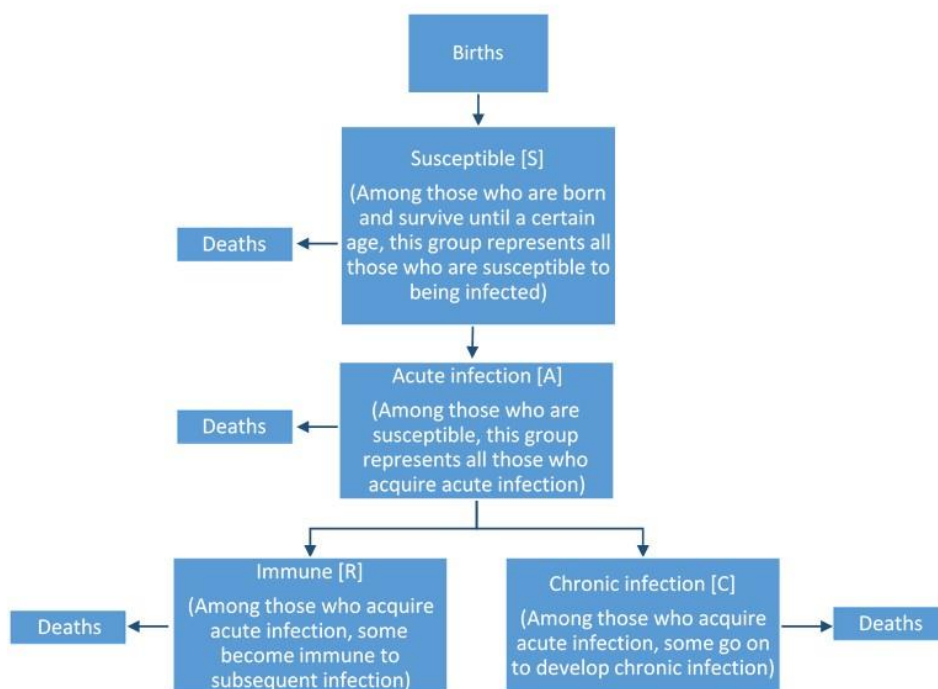 Births
Susceptible [S]
(Among those who are born
and survive until a certain
age, this group represents all
those who are susceptible to
being infected)
Deaths
Acute infection [A]
(Among those who are
susceptible, this group
represents all those who
acquire acute infection)
Deaths
Immune [R]
(Among those who acquire
acute infection, some
become immune to
subsequent infection)
Deaths
Chronic infection [C]
(Among those who acquire
acute infection, some go on
to develop chronic infection)
Deaths